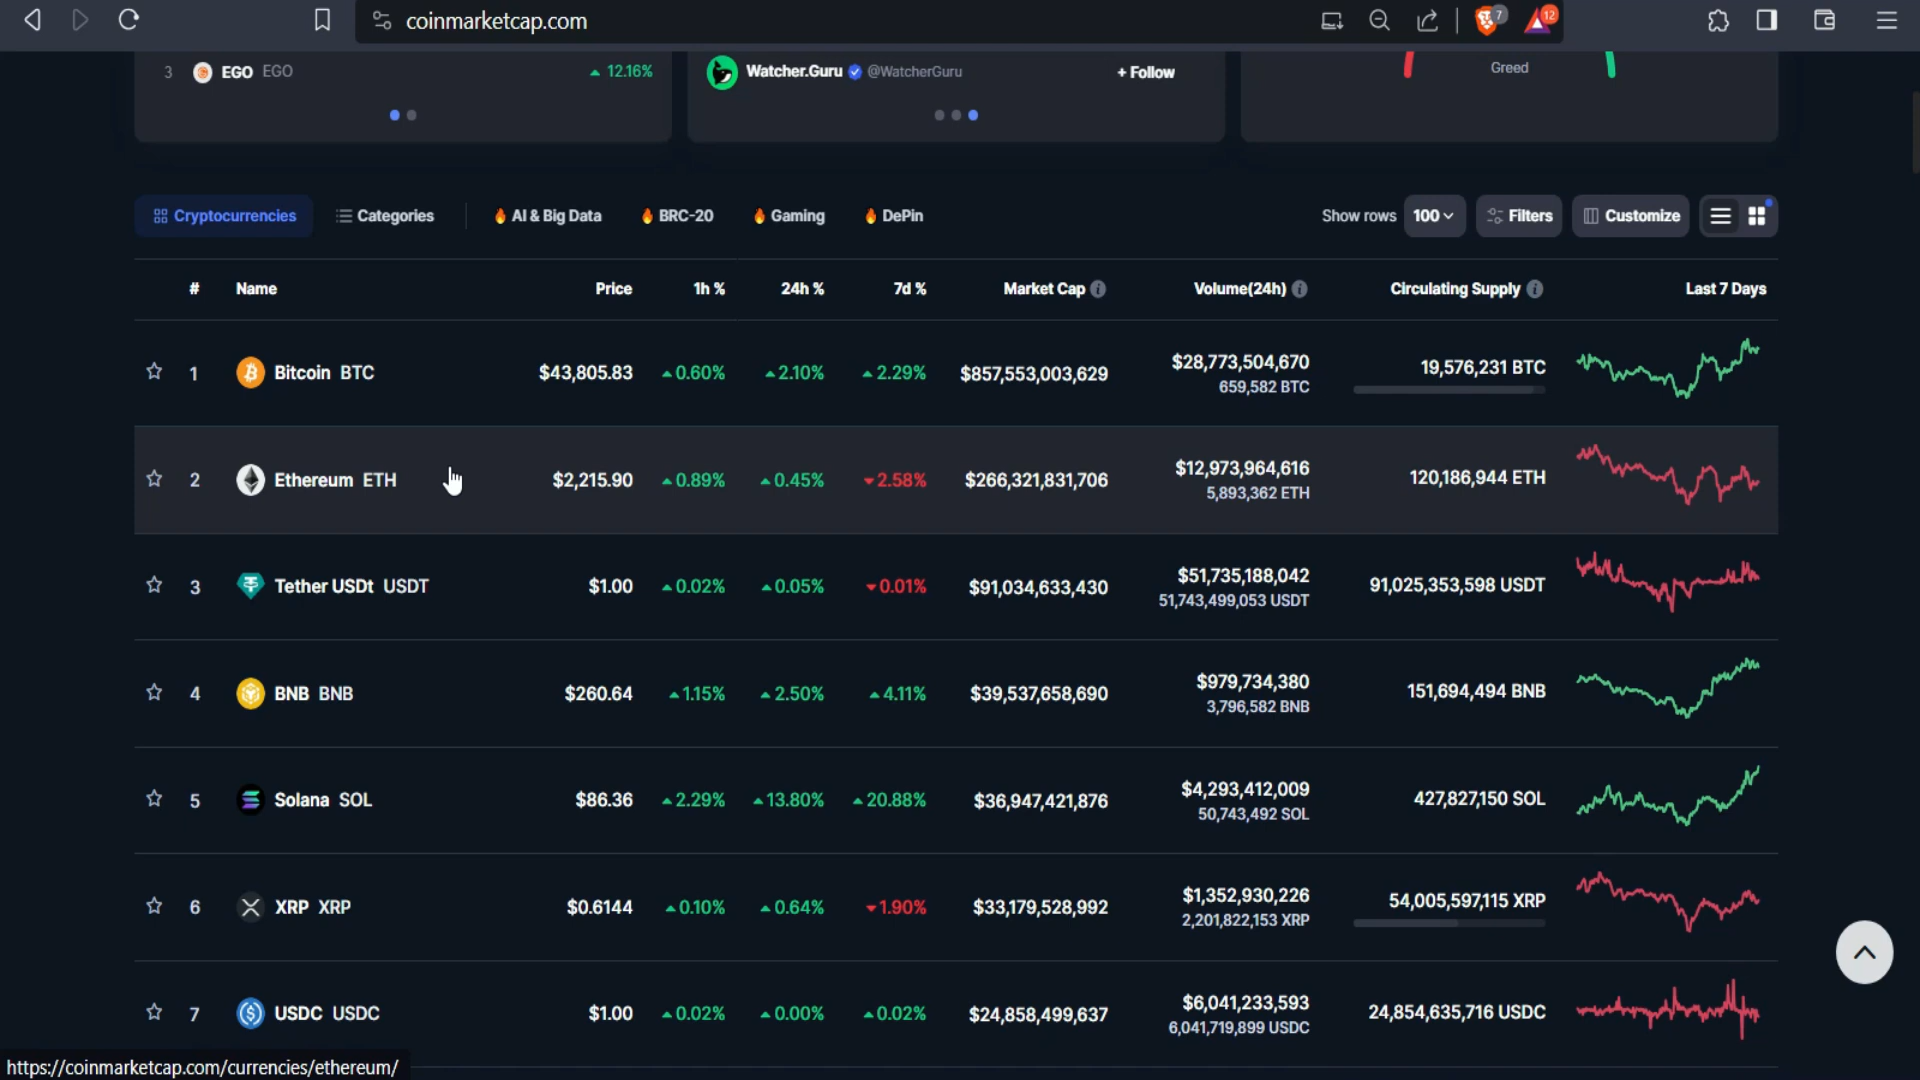 coinmarketcap.com
7
12
3 EGO EGO 12.16%
Watcher.Guru @WatcherGuru + Follow
Greed
Cryptocurrencies Categories AI & Big Data BRC-20 Gaming DePin Show rows 100 Filters Customize
# Name Price 1h % 24h % 7d % Market Cap Volume(24h) Circulating Supply Last 7 Days
1 Bitcoin BTC $43,805.83 0.60% 2.10% 2.29% $857,553,003,629 $28,773,504,670 19,576,231 BTC
659,582 BTC
2 Ethereum ETH $2,215.90 0.89% 0.45% 2.58% $266,321,831,706 $12,973,964,616 120,186,944 ETH
5,893,362 ETH
3 Tether USDt USDT $1.00 0.02% 0.05% 0.01% $91,034,633,430 $51,735,188,042 91,025,353,598 USDT
51,743,499,053 USDT
4 BNB BNB $260.64 1.15% 2.50% 4.11% $39,537,658,690 $979,734,380 151,694,494 BNB
3,796,582 BNB
5 Solana SOL $86.36 2.29% 13.80% 20.88% $36,947,421,876 $4,293,412,009 427,827,150 SOL
50,743,492 SOL
6 XRP XRP $0.6144 0.10% 0.64% 1.90% $33,179,528,992 $1,352,930,226 54,005,597,115 XRP
2,201,822,153 XRP
7 USDC USDC $1.00 0.02% 0.00% 0.02% $24,858,499,637 $6,041,233,593 24,854,635,716 USDC
6,041,719,899 USDC
https://coinmarketcap.com/currencies/ethereum/